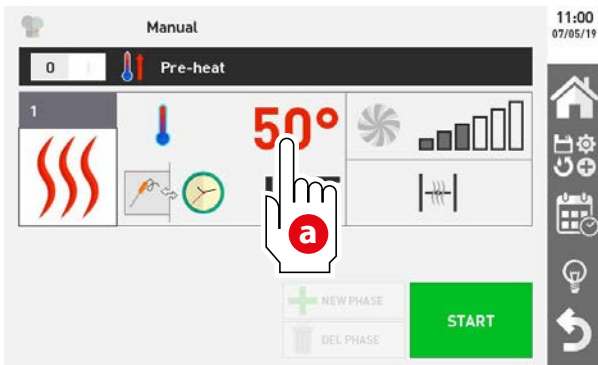 Manual
11:00
07/05/19
0
Pre-heat
1
50°
a
NEW PHASE
DEL PHASE
START